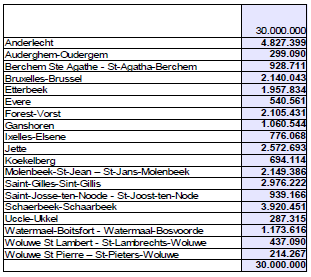 30.000.000
Anderlecht 4.827.399
Auderghem-Oudergem 299.090
Berchem Ste Agathe - St-Agatha-Berchem 928.711
Bruxelles-Brussel 2.140.043
Etterbeek 1.957.834
Evere 540.561
Forest-Vorst 2.105.431
Ganshoren 1.060.544
Ixelles-Elsene 776.068
Jette 2.572.693
Koekelberg 694.114
Molenbeek-St-Jean – St-Jans-Molenbeek 2.149.386
Saint-Gilles-Sint-Gillis 2.976.222
Saint-Josse-ten-Noode - St-Joost-ten-Node 939.166
Schaerbeek-Schaarbeek 3.920.451
Uccle-Ukkel 287.315
Watermael-Boitsfort - Watermaal-Bosvoorde 1.173.616
Woluwe St Lambert - St-Lambrechts-Woluwe 437.090
Woluwe St Pierre – St-Pieters-Woluwe 214.267
30.000.000